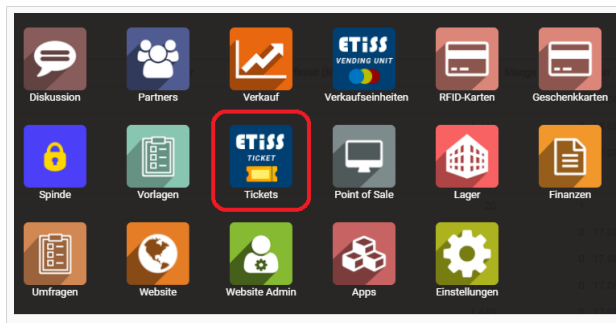 ETiSS
VENDING UNIT
Diskussion
Partners
Verkauf
Verkaufseinheiten
RFID-Karten
Geschenkkarten
ETiSS
TICKET
Spinde
Vorlagen
Tickets
Point of Sale
Lager
Finanzen
Umfragen
Website
Website Admin
Apps
Einstellungen